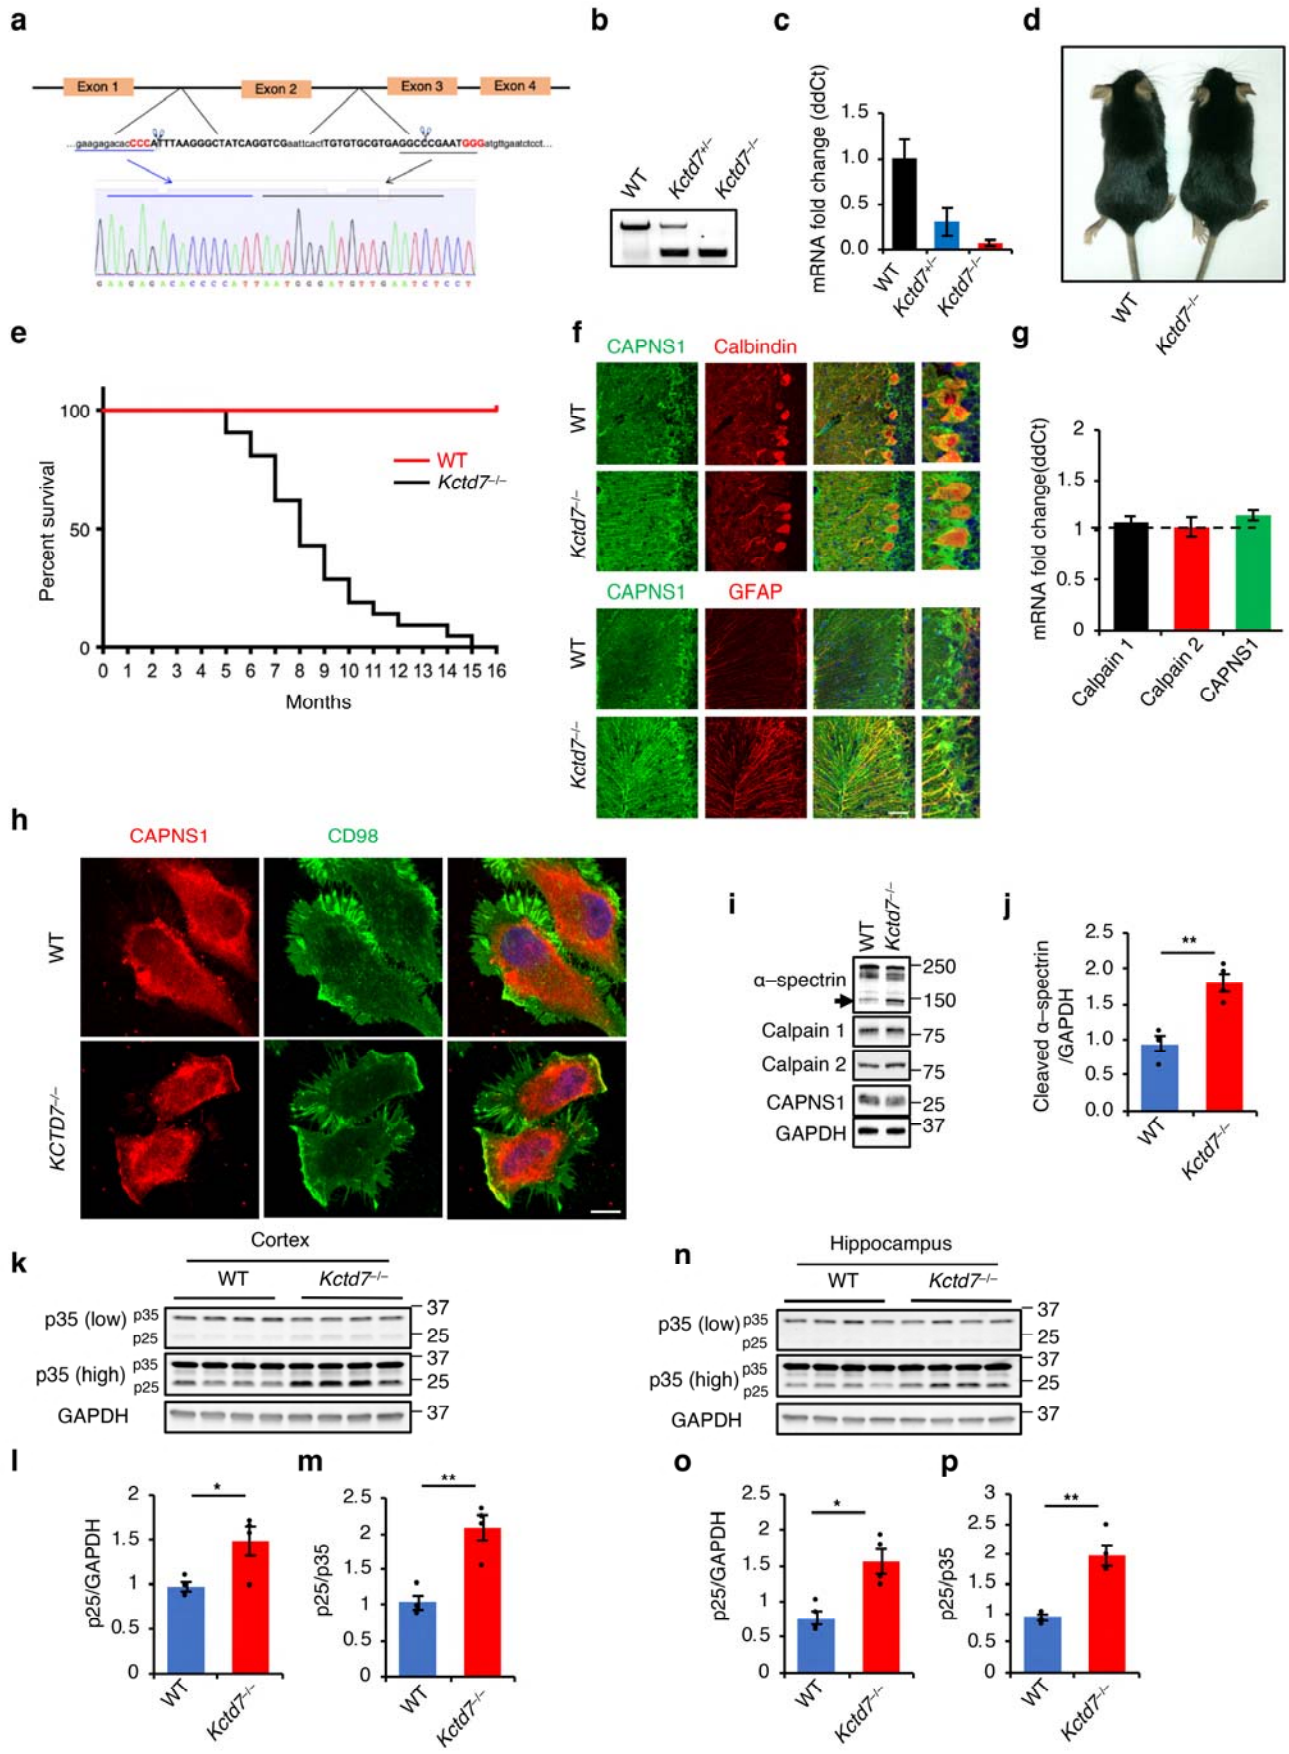 a
Exon 1
Exon 2
Exon 3
Exon 4
...gaagagacacCCCATTTAAGGGCTATCAGGTCGaattcactTGTGTGCGTGAGGCCCGAATGGGatgttgaatctcct...
G A A G A G A C A C C C C A T T A A T G G G A T G T T G A A T C T C C T
b
WT
Kctd7+/−
Kctd7−/−
c
mRNA fold change (ddCt)
1.5
1.0
0.5
0.0
WT
Kctd7+/−
Kctd7−/−
d
WT
Kctd7−/−
e
Percent survival
100
50
0
WT
Kctd7−/−
0 1 2 3 4 5 6 7 8 9 10 11 12 13 14 15 16
Months
f
CAPNS1
Calbindin
WT
Kctd7−/−
CAPNS1
GFAP
WT
Kctd7−/−
g
mRNA fold change(ddCt)
2
1.5
1
0.5
0
Calpain 1
Calpain 2
CAPNS1
h
CAPNS1
CD98
WT
KCTD7−/−
i
WT
Kctd7−/−
α–spectrin
250
150
Calpain 1
75
Calpain 2
75
CAPNS1
25
GAPDH
37
j
Cleaved α–spectrin
/GAPDH
2.5
2.0
1.5
1.0
0.5
0.0
**
WT
Kctd7−/−
k
Cortex
WT
Kctd7−/−
p35 (low)
p35
p25
37
25
p35 (high)
p35
p25
37
25
GAPDH
37
n
Hippocampus
WT
Kctd7−/−
p35 (low)
p35
p25
37
25
p35 (high)
p35
p25
37
25
GAPDH
37
l
p25/GAPDH
2
1.5
1
0.5
0
*
WT
Kctd7−/−
m
p25/p35
2.5
2
1.5
1
0.5
0
**
WT
Kctd7−/−
o
p25/GAPDH
2.5
2
1.5
1
0.5
0
*
WT
Kctd7−/−
p
p25/p35
3
2.5
2
1.5
1
0.5
0
**
WT
Kctd7−/−